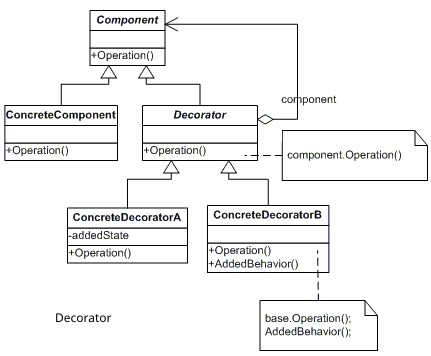 Component
+Operation()
component
ConcreteComponent
+Operation()
Decorator
+Operation()
component.Operation()
ConcreteDecoratorA
-addedState
+Operation()
ConcreteDecoratorB
+Operation()
+AddedBehavior()
Decorator
base.Operation();
AddedBehavior();